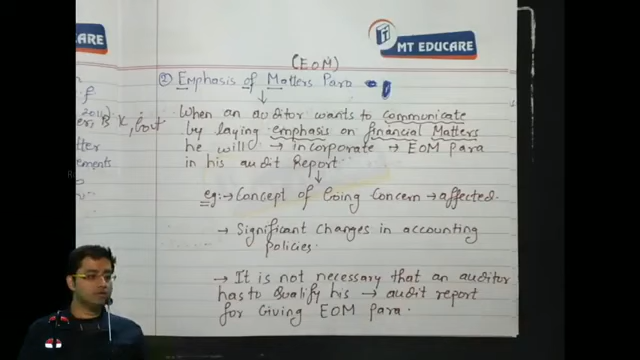 MT EDUCARE
(EOM)
② Emphasis of Matters Para
When an auditor wants to communicate
by laying emphasis on financial Matters
he will → incorporate → EOM para
in his audit Report.
eg:→ Concept of Going Concern → affected.
→ Significant changes in accounting
policies.
→ It is not necessary that an auditor
has to Qualify his → audit report
for Giving EOM Para.